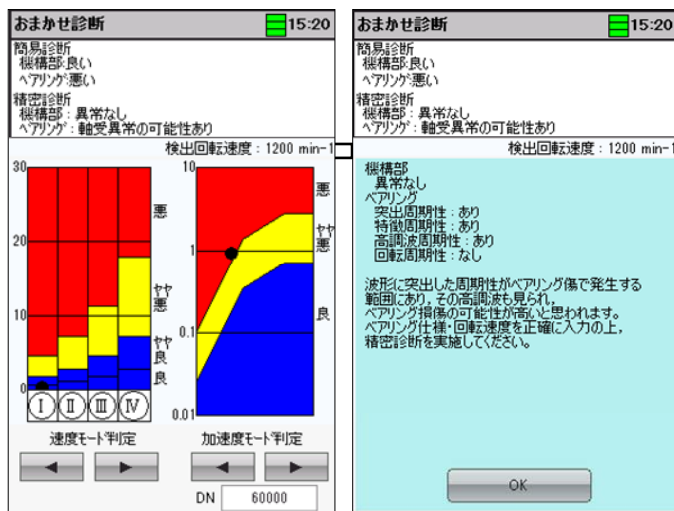 おまかせ診断
15:20
簡易診断
機構部:良い
ベアリング:悪い
精密診断
機構部:異常なし
ベアリング:軸受異常の可能性あり
検出回転速度:1200 min-1
30
20
10
0
悪
ヤヤ悪
ヤヤ良
良
Ⅰ
Ⅱ
Ⅲ
Ⅳ
速度モード判定
10
1
0.1
0.01
悪
ヤヤ悪
良
加速度モード判定
DN 60000
おまかせ診断
15:20
簡易診断
機構部:良い
ベアリング:悪い
精密診断
機構部:異常なし
ベアリング:軸受異常の可能性あり
検出回転速度:1200 min-1
機構部
異常なし
ベアリング
突出周期性:あり
特徴周期性:あり
高調波周期性:あり
回転周期性:なし
波形に突出した周期性がベアリング傷で発生する
範囲にあり,その高調波も見られ,
ベアリング損傷の可能性が高いと思われます。
ベアリング仕様・回転速度を正確に入力の上,
精密診断を実施してください。
OK